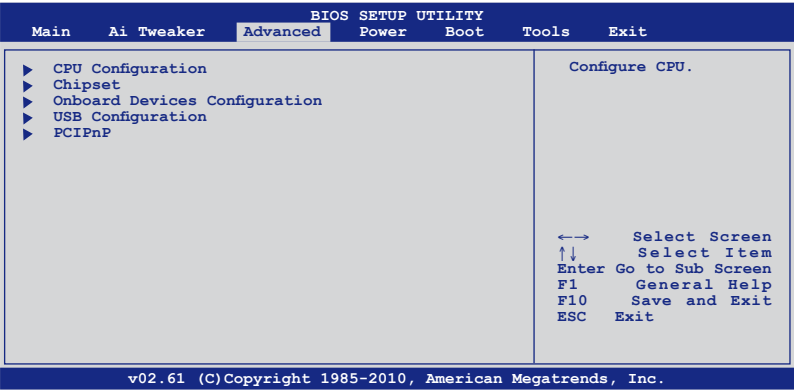 BIOS SETUP UTILITY
Main Ai Tweaker Advanced Power Boot Tools Exit
CPU Configuration
Chipset
Onboard Devices Configuration
USB Configuration
PCIPnP
Configure CPU.
←→ Select Screen
↑↓ Select Item
Enter Go to Sub Screen
F1 General Help
F10 Save and Exit
ESC Exit
v02.61 (C)Copyright 1985-2010, American Megatrends, Inc.